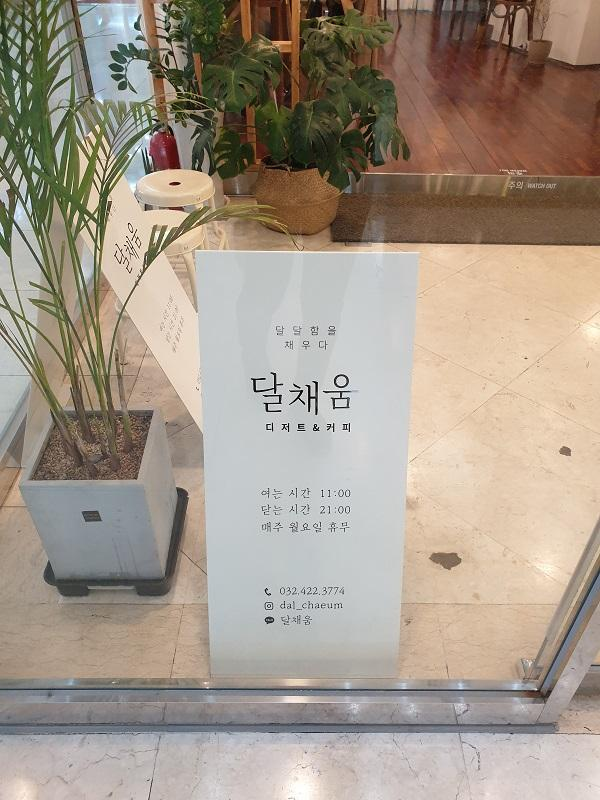 주의 WATCH OUT
달채움
달달함을
채우다
달채움
디저트&커피
여는 시간 11:00
닫는 시간 21:00
매주 월요일 휴무
032.422.3774
dal_chaeum
달채움